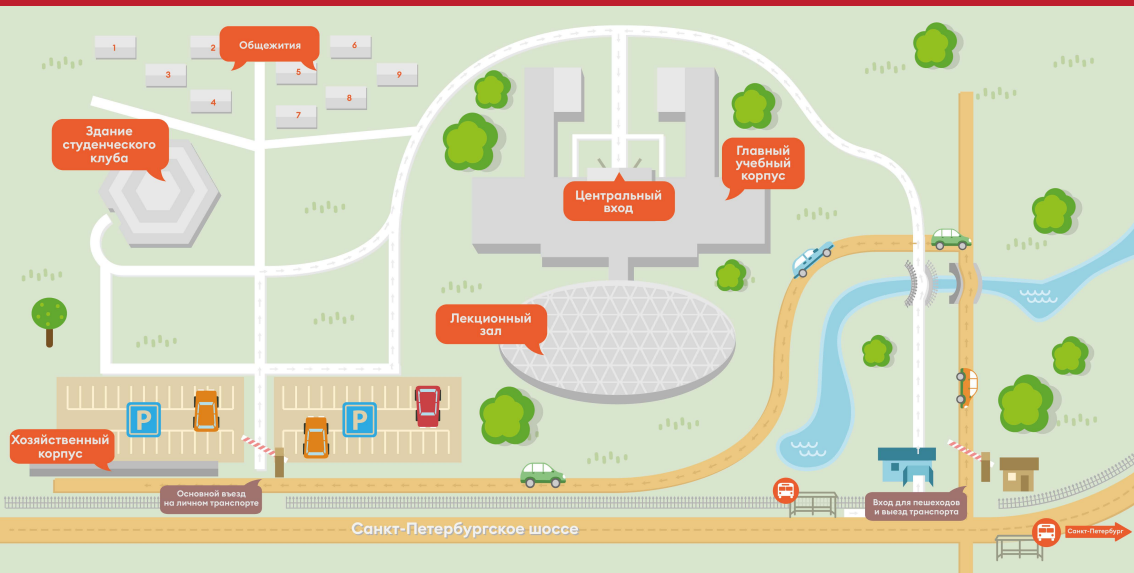 1
2
Общежития
6
3
5
9
4
8
7
Здание
студенческого
клуба
Главный
учебный
корпус
Центральный
вход
Лекционный
зал
P
P
Хозяйственный
корпус
Основной въезд
на личном транспорте
Вход для пешеходов
и выезд транспорта
Санкт-Петербургское шоссе
Санкт-Петербург